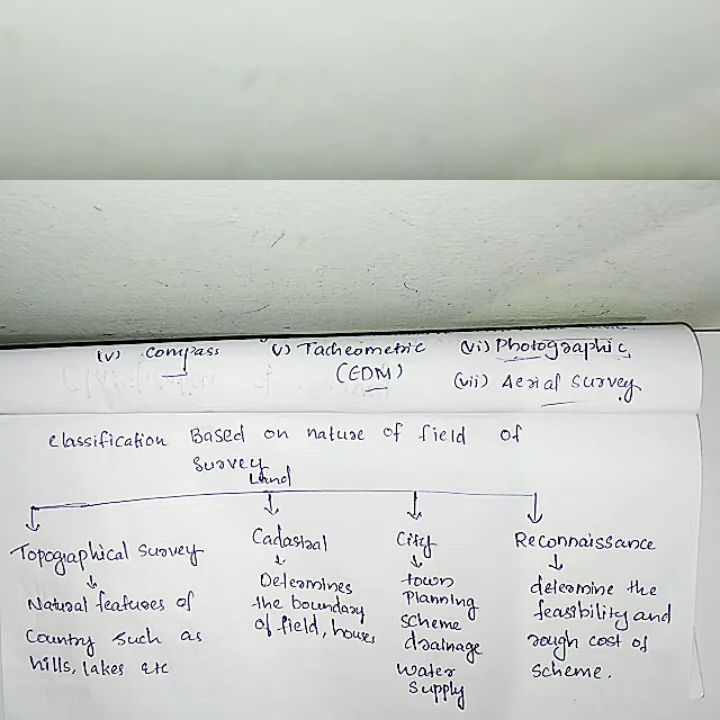 (v) Compass (v) Tacheometric (vi) Photographic
(EDM) (vii) Aerial Survey
Classification Based on nature of field of
Survey
Land
Topographical Survey
↓
Natural features of
Country Such as
hills, lakes etc
Cadastral
↓
Determines
the boundary
of field, houses
City
↓
town
Planning
Scheme
drainage
Water
Supply
Reconnaissance
↓
determine the
feasibility and
rough cost of
Scheme.